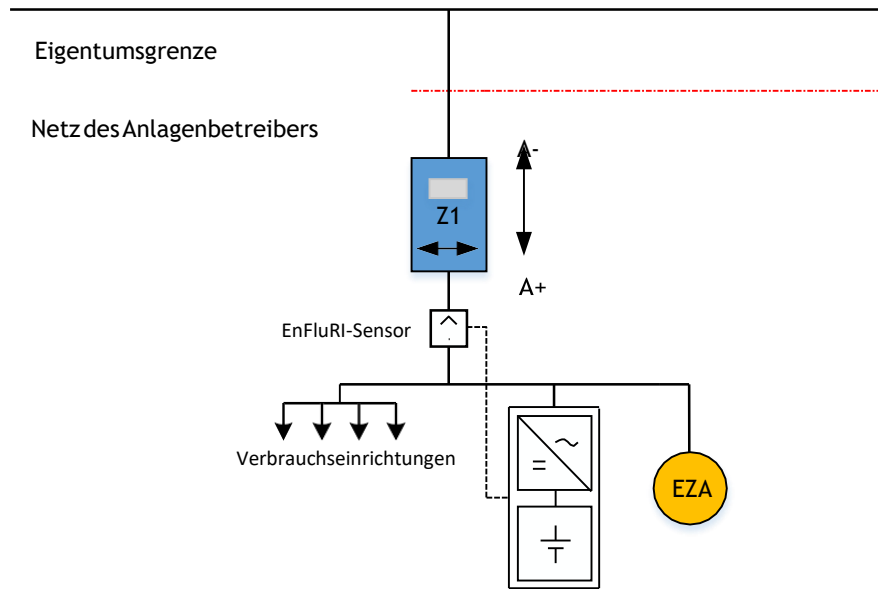 Eigentumsgrenze
Netz des Anlagenbetreibers
A-
Z1
A+
EnFluRI-Sensor
Verbrauchseinrichtungen
EZA